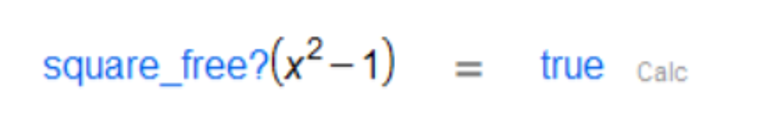 square_free?(x²−1) = true Calc